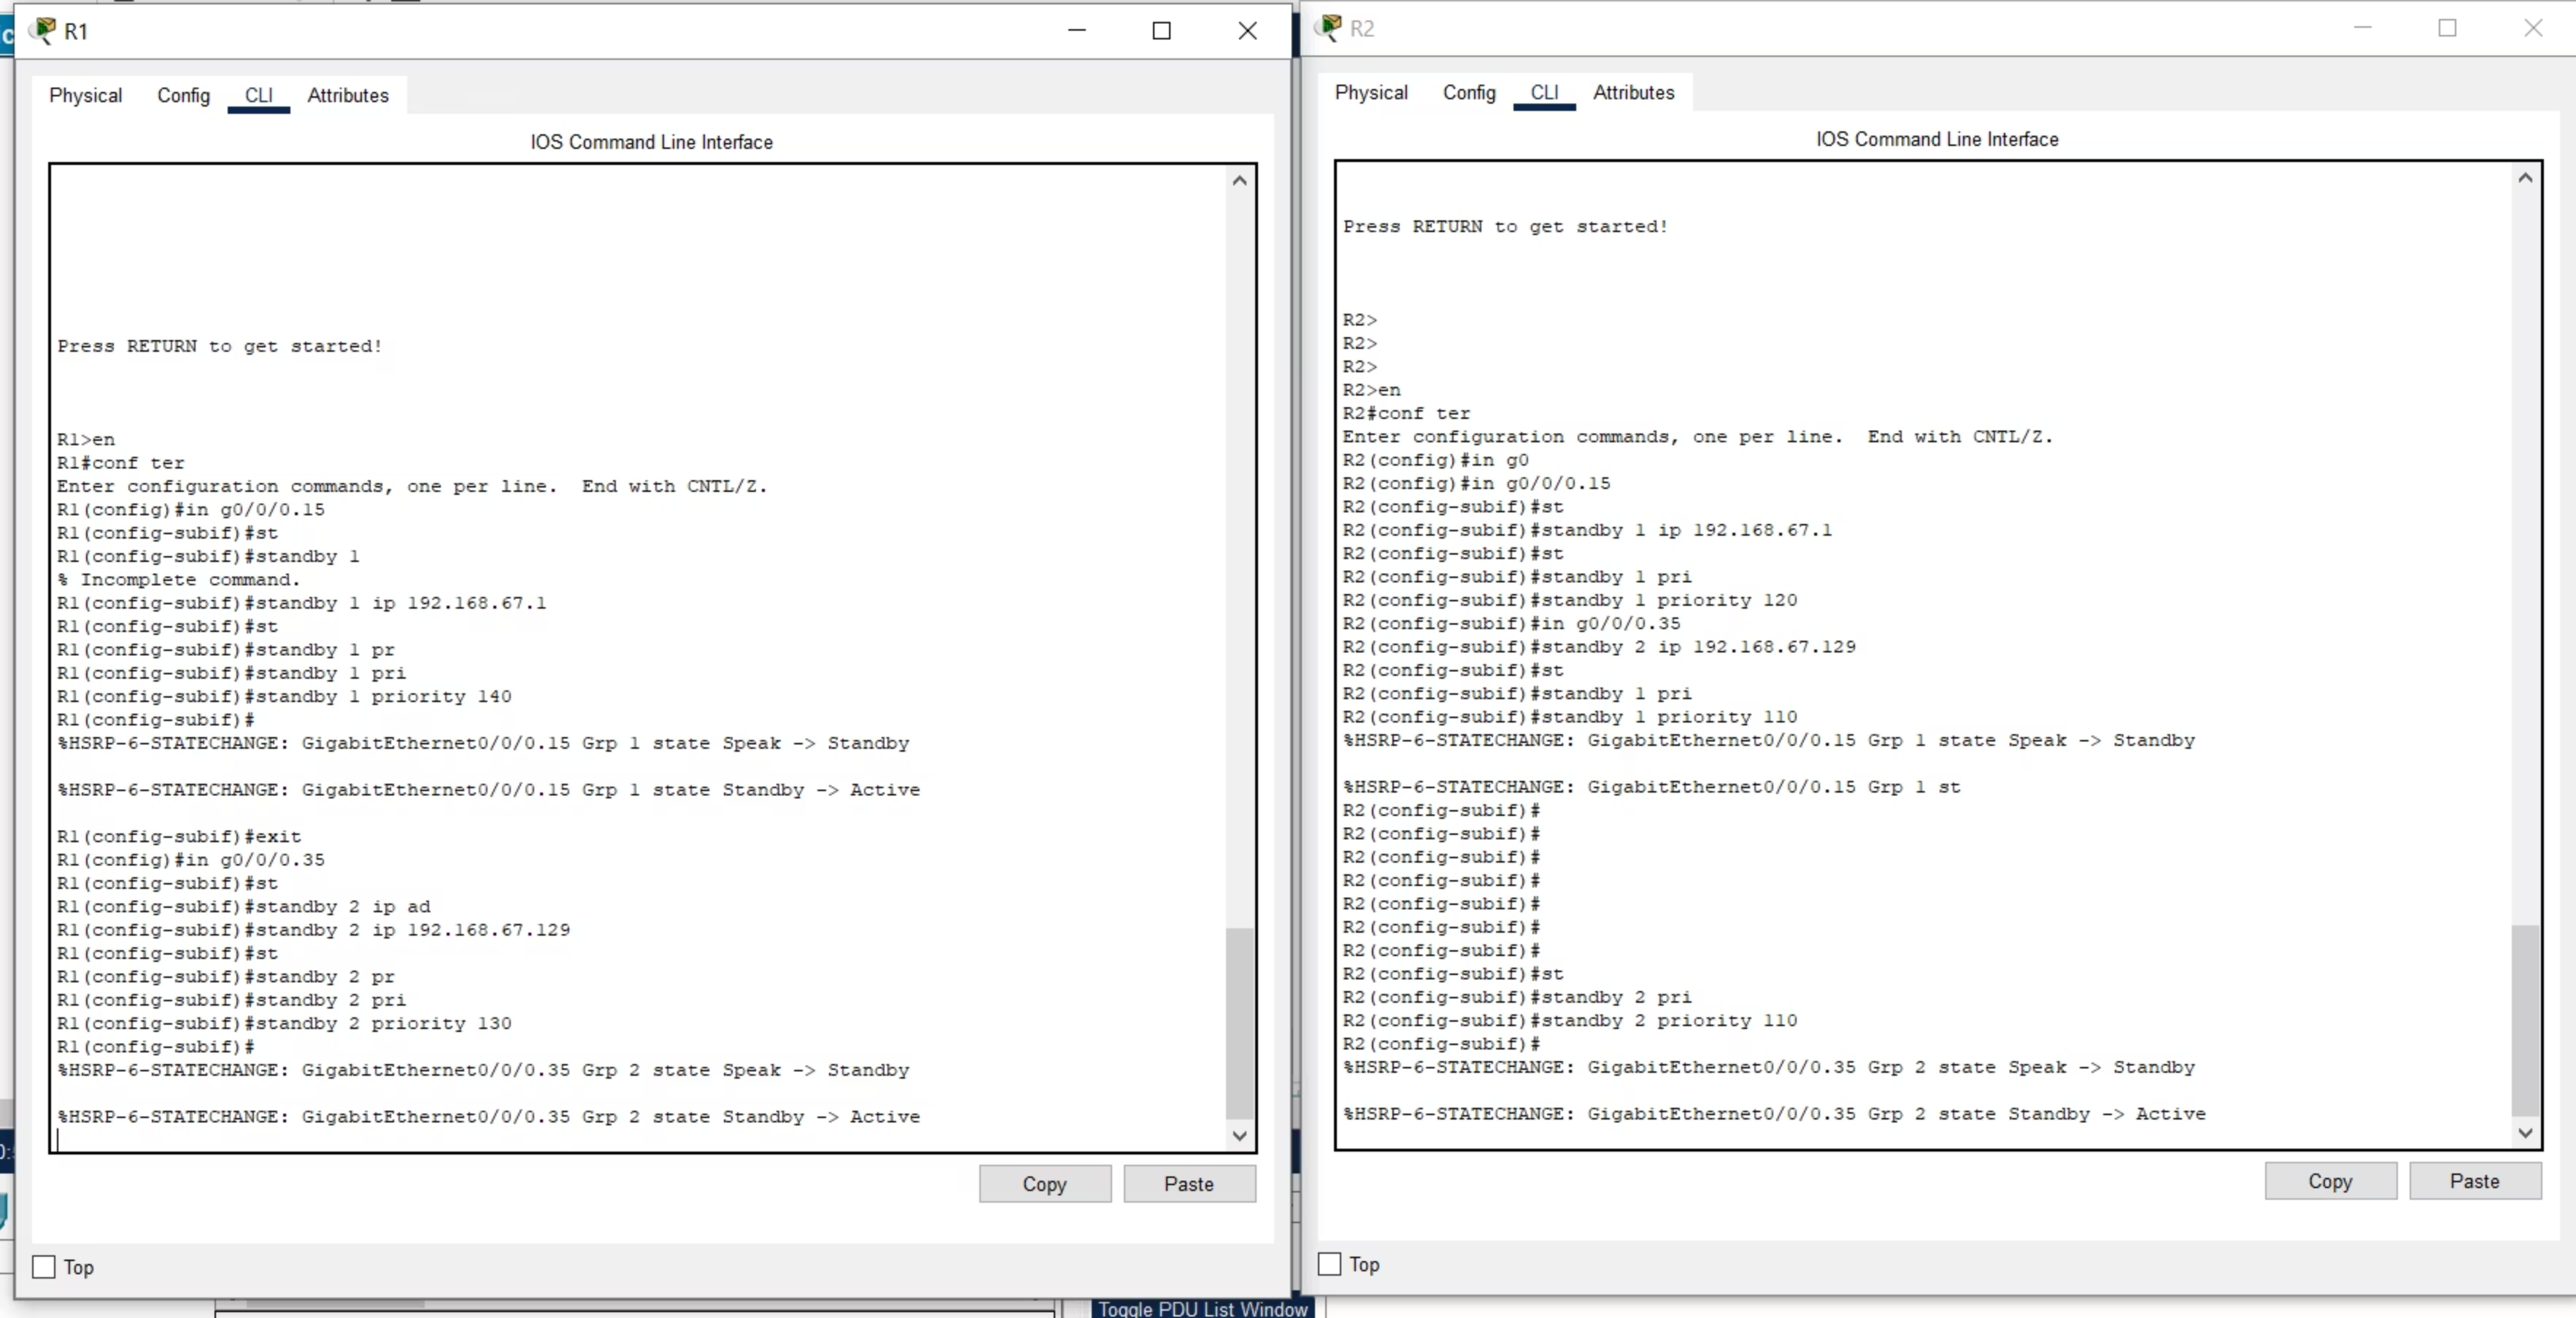 R1
Physical Config CLI Attributes
IOS Command Line Interface
Press RETURN to get started!
R1>en
R1#conf ter
Enter configuration commands, one per line.  End with CNTL/Z.
R1(config)#in g0/0/0.15
R1(config-subif)#st
R1(config-subif)#standby 1
% Incomplete command.
R1(config-subif)#standby 1 ip 192.168.67.1
R1(config-subif)#st
R1(config-subif)#standby 1 pr
R1(config-subif)#standby 1 pri
R1(config-subif)#standby 1 priority 140
R1(config-subif)#
%HSRP-6-STATECHANGE: GigabitEthernet0/0/0.15 Grp 1 state Speak -> Standby
%HSRP-6-STATECHANGE: GigabitEthernet0/0/0.15 Grp 1 state Standby -> Active
R1(config-subif)#exit
R1(config)#in g0/0/0.35
R1(config-subif)#st
R1(config-subif)#standby 2 ip ad
R1(config-subif)#standby 2 ip 192.168.67.129
R1(config-subif)#st
R1(config-subif)#standby 2 pr
R1(config-subif)#standby 2 pri
R1(config-subif)#standby 2 priority 130
R1(config-subif)#
%HSRP-6-STATECHANGE: GigabitEthernet0/0/0.35 Grp 2 state Speak -> Standby
%HSRP-6-STATECHANGE: GigabitEthernet0/0/0.35 Grp 2 state Standby -> Active
Copy Paste
Top
R2
Physical Config CLI Attributes
IOS Command Line Interface
Press RETURN to get started!
R2>
R2>
R2>
R2>en
R2#conf ter
Enter configuration commands, one per line.  End with CNTL/Z.
R2(config)#in g0
R2(config)#in g0/0/0.15
R2(config-subif)#st
R2(config-subif)#standby 1 ip 192.168.67.1
R2(config-subif)#st
R2(config-subif)#standby 1 pri
R2(config-subif)#standby 1 priority 120
R2(config-subif)#in g0/0/0.35
R2(config-subif)#standby 2 ip 192.168.67.129
R2(config-subif)#st
R2(config-subif)#standby 1 pri
R2(config-subif)#standby 1 priority 110
%HSRP-6-STATECHANGE: GigabitEthernet0/0/0.15 Grp 1 state Speak -> Standby
%HSRP-6-STATECHANGE: GigabitEthernet0/0/0.15 Grp 1 st
R2(config-subif)#
R2(config-subif)#
R2(config-subif)#
R2(config-subif)#
R2(config-subif)#
R2(config-subif)#
R2(config-subif)#
R2(config-subif)#st
R2(config-subif)#standby 2 pri
R2(config-subif)#standby 2 priority 110
R2(config-subif)#
%HSRP-6-STATECHANGE: GigabitEthernet0/0/0.35 Grp 2 state Speak -> Standby
%HSRP-6-STATECHANGE: GigabitEthernet0/0/0.35 Grp 2 state Standby -> Active
Copy Paste
Top
Toggle PDU List Window